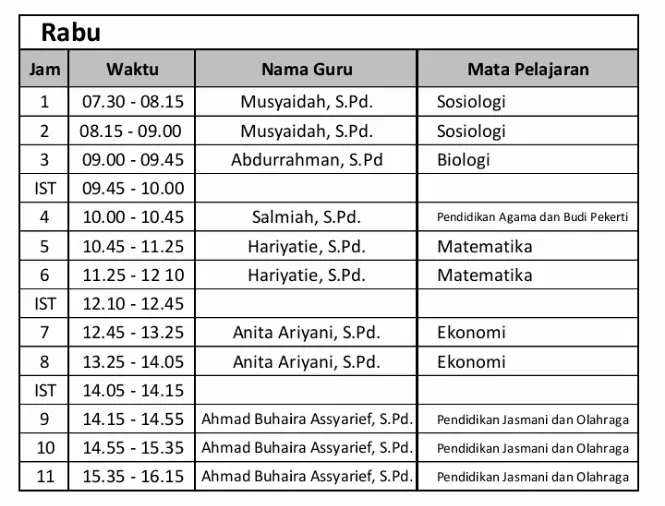 Rabu
Jam Waktu Nama Guru Mata Pelajaran
1 07.30 - 08.15 Musyaidah, S.Pd. Sosiologi
2 08.15 - 09.00 Musyaidah, S.Pd. Sosiologi
3 09.00 - 09.45 Abdurrahman, S.Pd Biologi
IST 09.45 - 10.00
4 10.00 - 10.45 Salmiah, S.Pd. Pendidikan Agama dan Budi Pekerti
5 10.45 - 11.25 Hariyatie, S.Pd. Matematika
6 11.25 - 12 10 Hariyatie, S.Pd. Matematika
IST 12.10 - 12.45
7 12.45 - 13.25 Anita Ariyani, S.Pd. Ekonomi
8 13.25 - 14.05 Anita Ariyani, S.Pd. Ekonomi
IST 14.05 - 14.15
9 14.15 - 14.55 Ahmad Buhaira Assyarief, S.Pd. Pendidikan Jasmani dan Olahraga
10 14.55 - 15.35 Ahmad Buhaira Assyarief, S.Pd. Pendidikan Jasmani dan Olahraga
11 15.35 - 16.15 Ahmad Buhaira Assyarief, S.Pd. Pendidikan Jasmani dan Olahraga